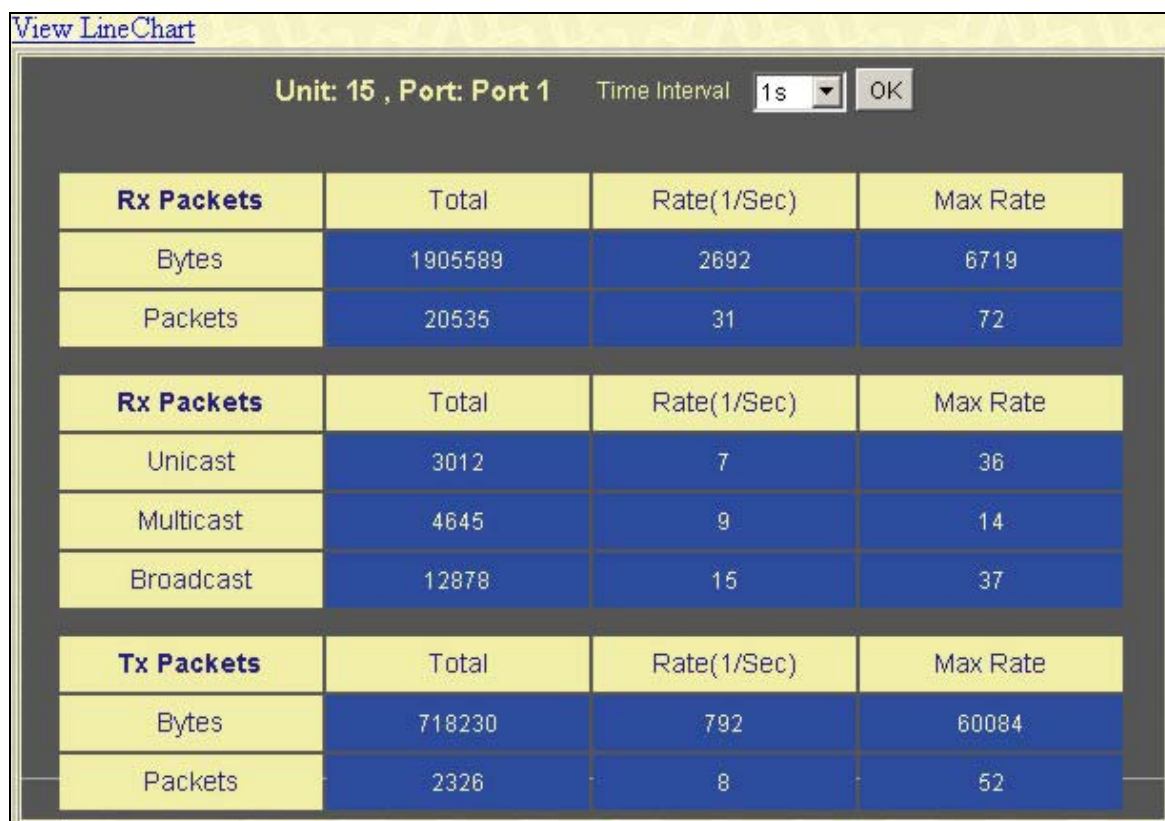 View LineChart
Unit: 15 , Port: Port 1 Time Interval 1s OK
Rx Packets Total Rate(1/Sec) Max Rate
Bytes 1905589 2692 6719
Packets 20535 31 72
Rx Packets Total Rate(1/Sec) Max Rate
Unicast 3012 7 36
Multicast 4645 9 14
Broadcast 12878 15 37
Tx Packets Total Rate(1/Sec) Max Rate
Bytes 718230 792 60084
Packets 2326 8 52